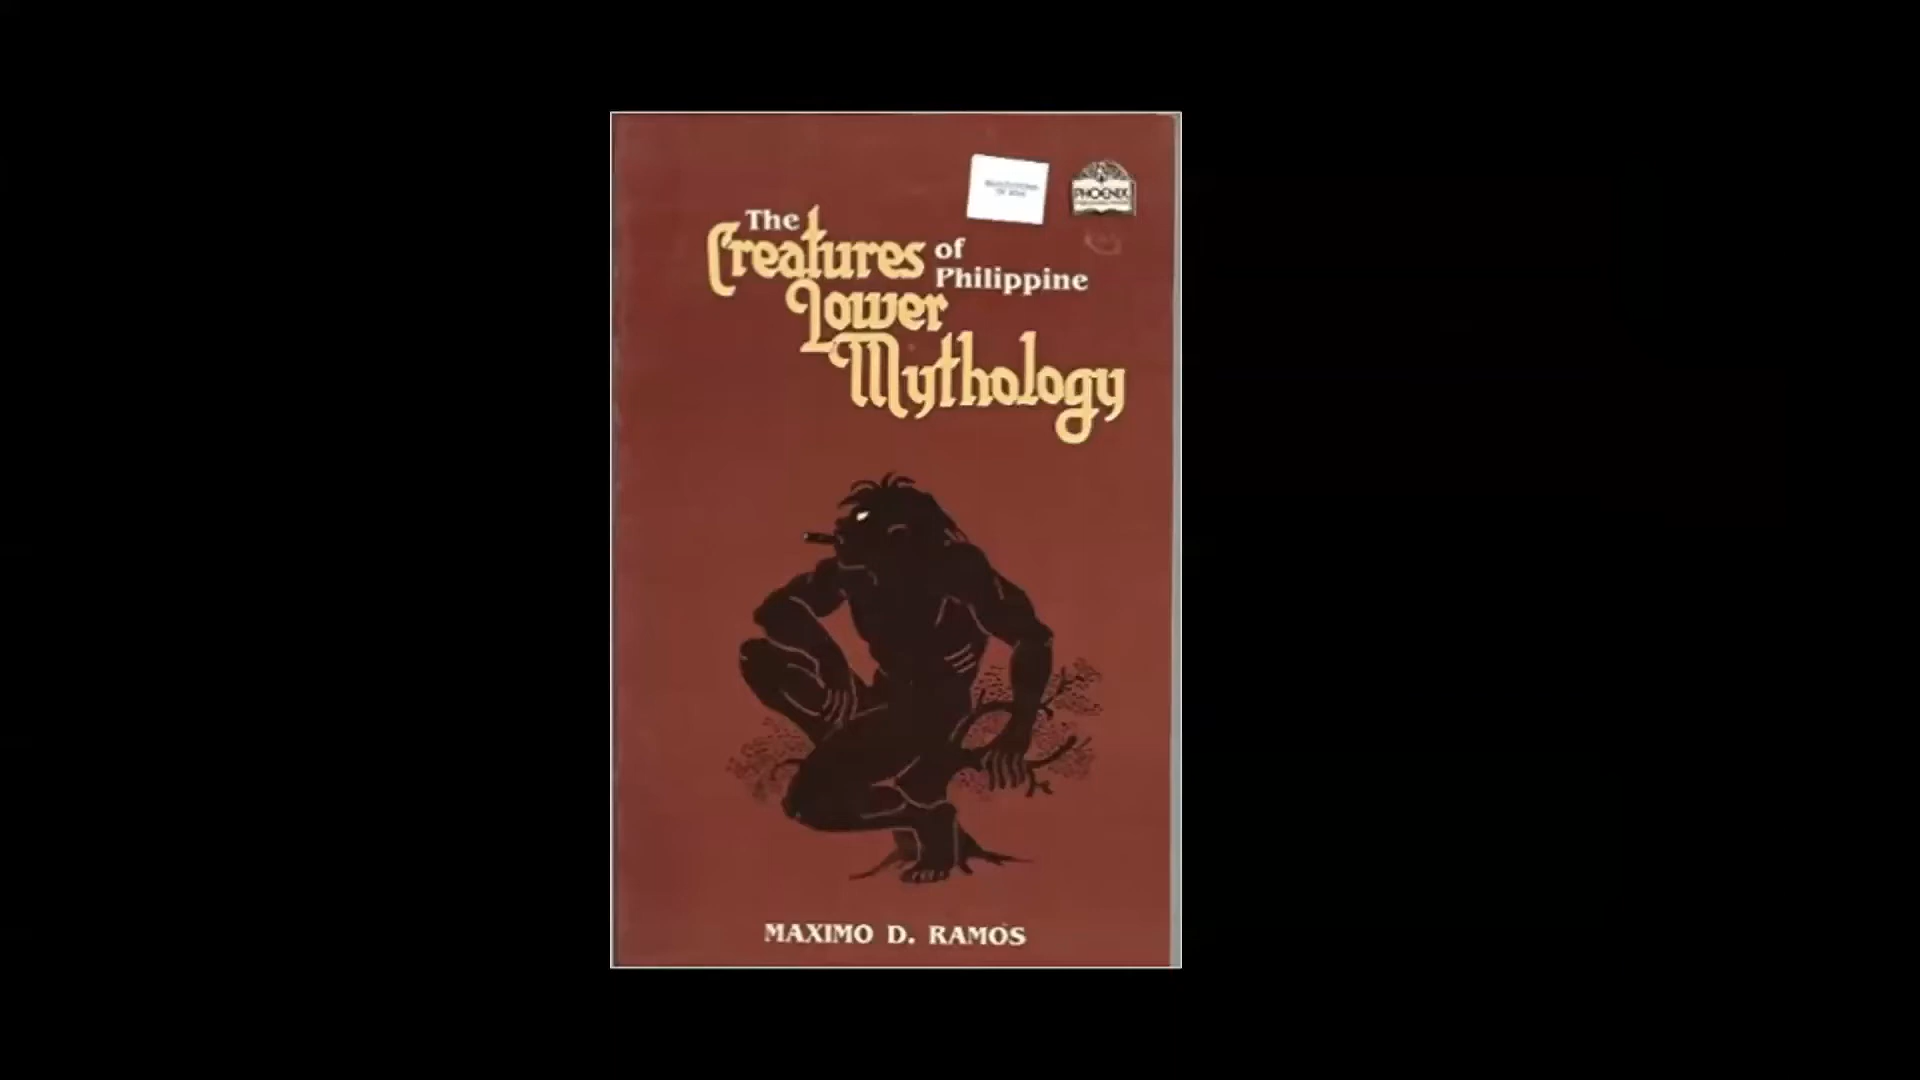 PHOENIX
The
Creatures of
Philippine
Lower
Mythology
MAXIMO D. RAMOS